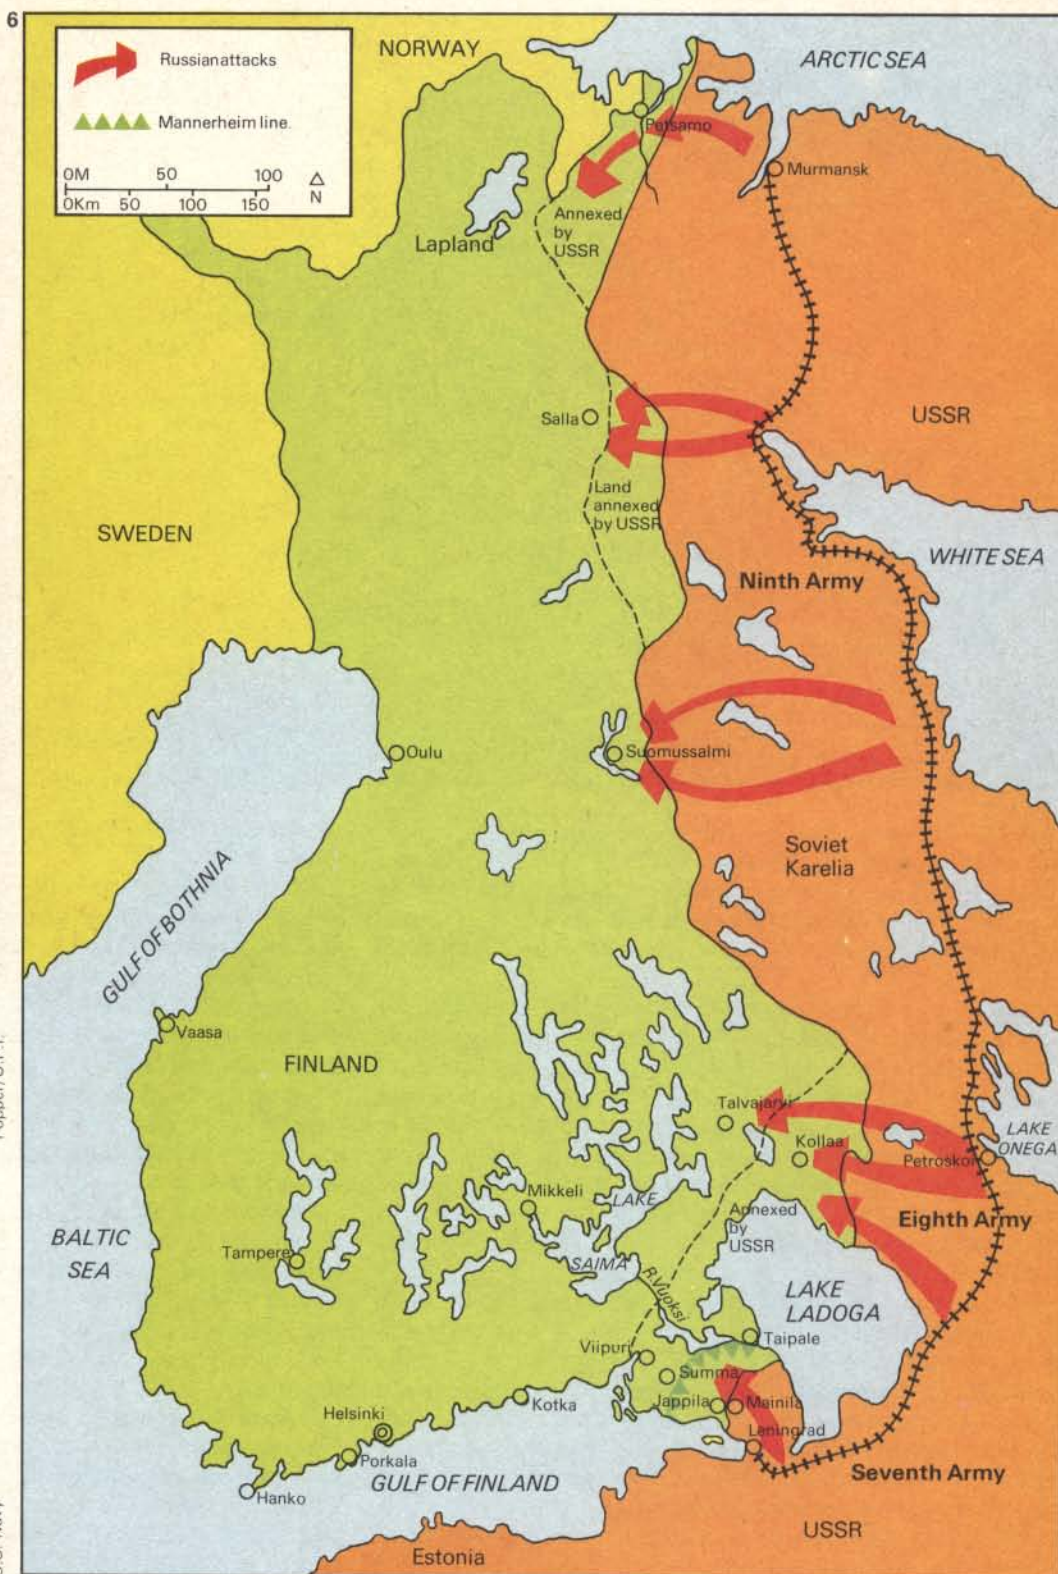 6
NORWAY
ARCTIC SEA
Russian attacks
Mannerheim line.
0M 50 100
0Km 50 100 150
N
Petsamo
Murmansk
Annexed
by
USSR
Lapland
Salla
USSR
Land
annexed
by USSR
SWEDEN
WHITE SEA
Ninth Army
Oulu
Suomussalmi
Soviet
Karelia
GULF OF BOTHNIA
Vaasa
FINLAND
Talvajarvi
Kollaa
Petroskoi
LAKE
ONEGA
Mikkeli
LAKE
SAIMA
Annexed
by
USSR
Eighth Army
BALTIC
SEA
Tampere
R.Vuoksi
LAKE
LADOGA
Taipale
Viipuri
Summa
Jappila
Mainila
Kotka
Helsinki
Leningrad
Porkala
GULF OF FINLAND
Hanko
Seventh Army
USSR
Estonia